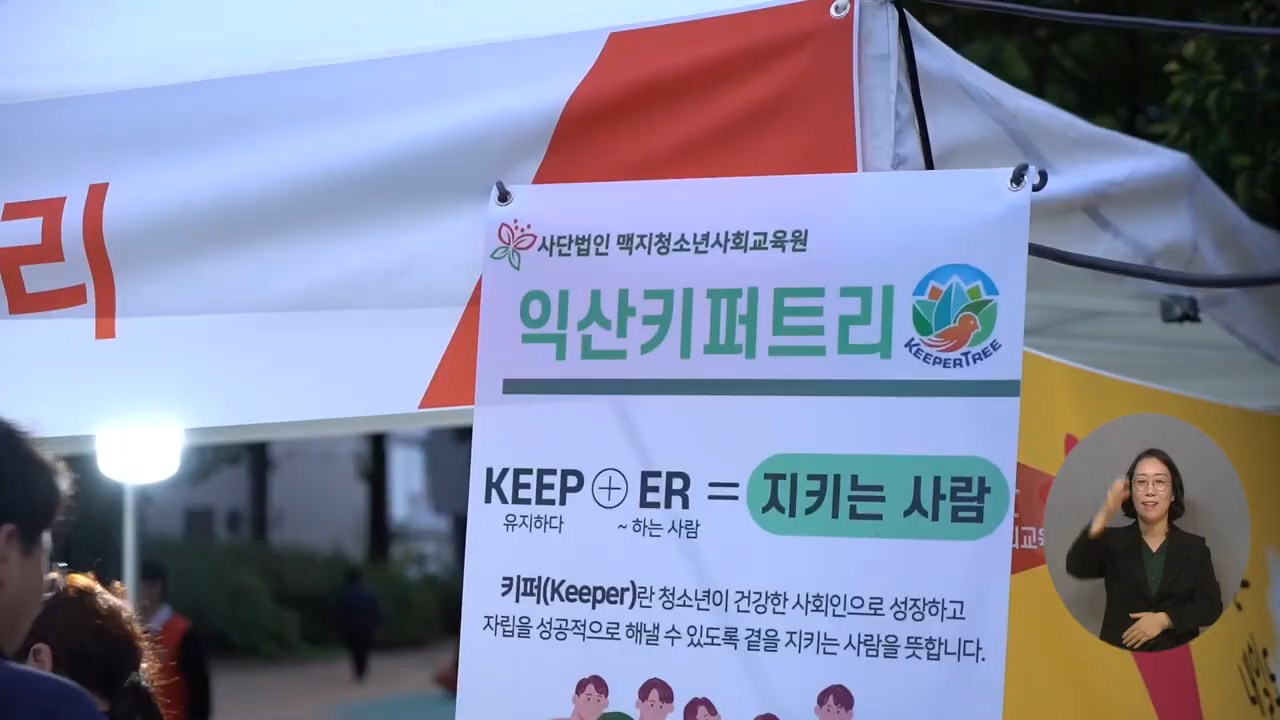 리
사단법인 맥지청소년사회교육원
익산키퍼트리
KEEPERTREE
KEEP + ER = 지키는 사람
유지하다 ~ 하는 사람
키퍼(Keeper)란 청소년이 건강한 사회인으로 성장하고
자립을 성공적으로 해낼 수 있도록 곁을 지키는 사람을 뜻합니다.